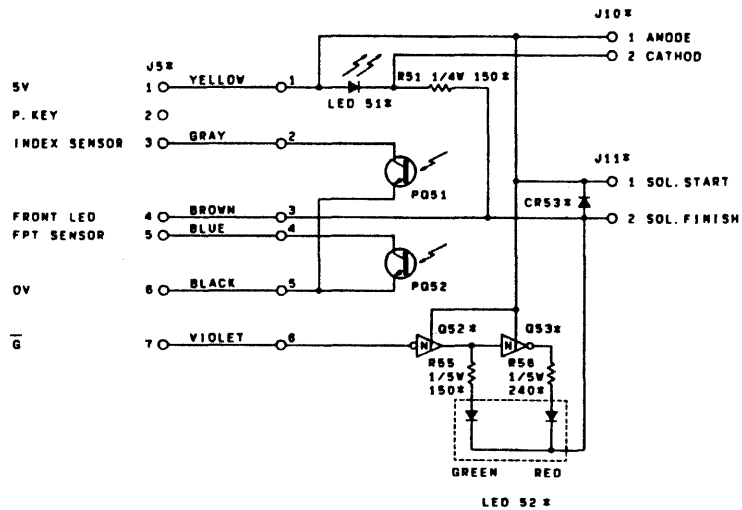 J10*
1 ANODE
2 CATHOD
J5*
5V 1 YELLOW 1
LED 51*
R51 1/4W 150*
P.KEY 2
INDEX SENSOR 3 GRAY 2
PQ51
J11*
1 SOL.START
CR53*
FRONT LED 4 BROWN 3
2 SOL.FINISH
FPT SENSOR 5 BLUE 4
PQ52
0V 6 BLACK 5
G 7 VIOLET 6
Q52* Q53*
N N
R55 R56
1/5W 1/5W
150* 240*
GREEN RED
LED 52*